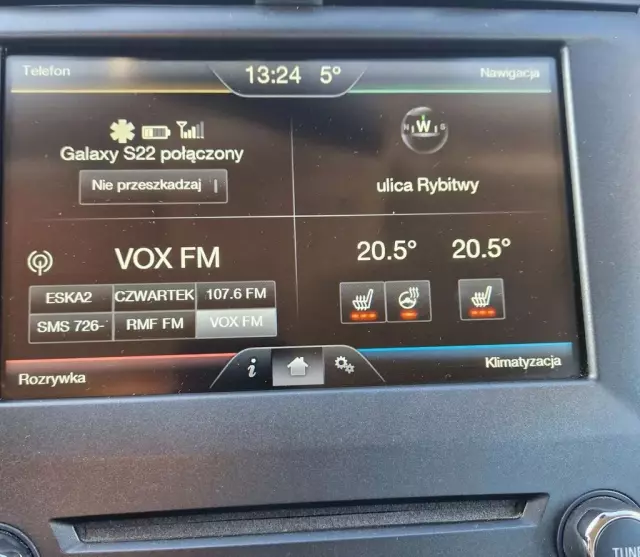 Telefon
13:24 5°
Nawigacja
Galaxy S22 połączony
Nie przeszkadzaj
N W S
ulica Rybitwy
VOX FM
20.5° 20.5°
ESKA2 CZWARTEK 107.6 FM
SMS 726- RMF FM VOX FM
Rozrywka
i
Klimatyzacja
TUNE